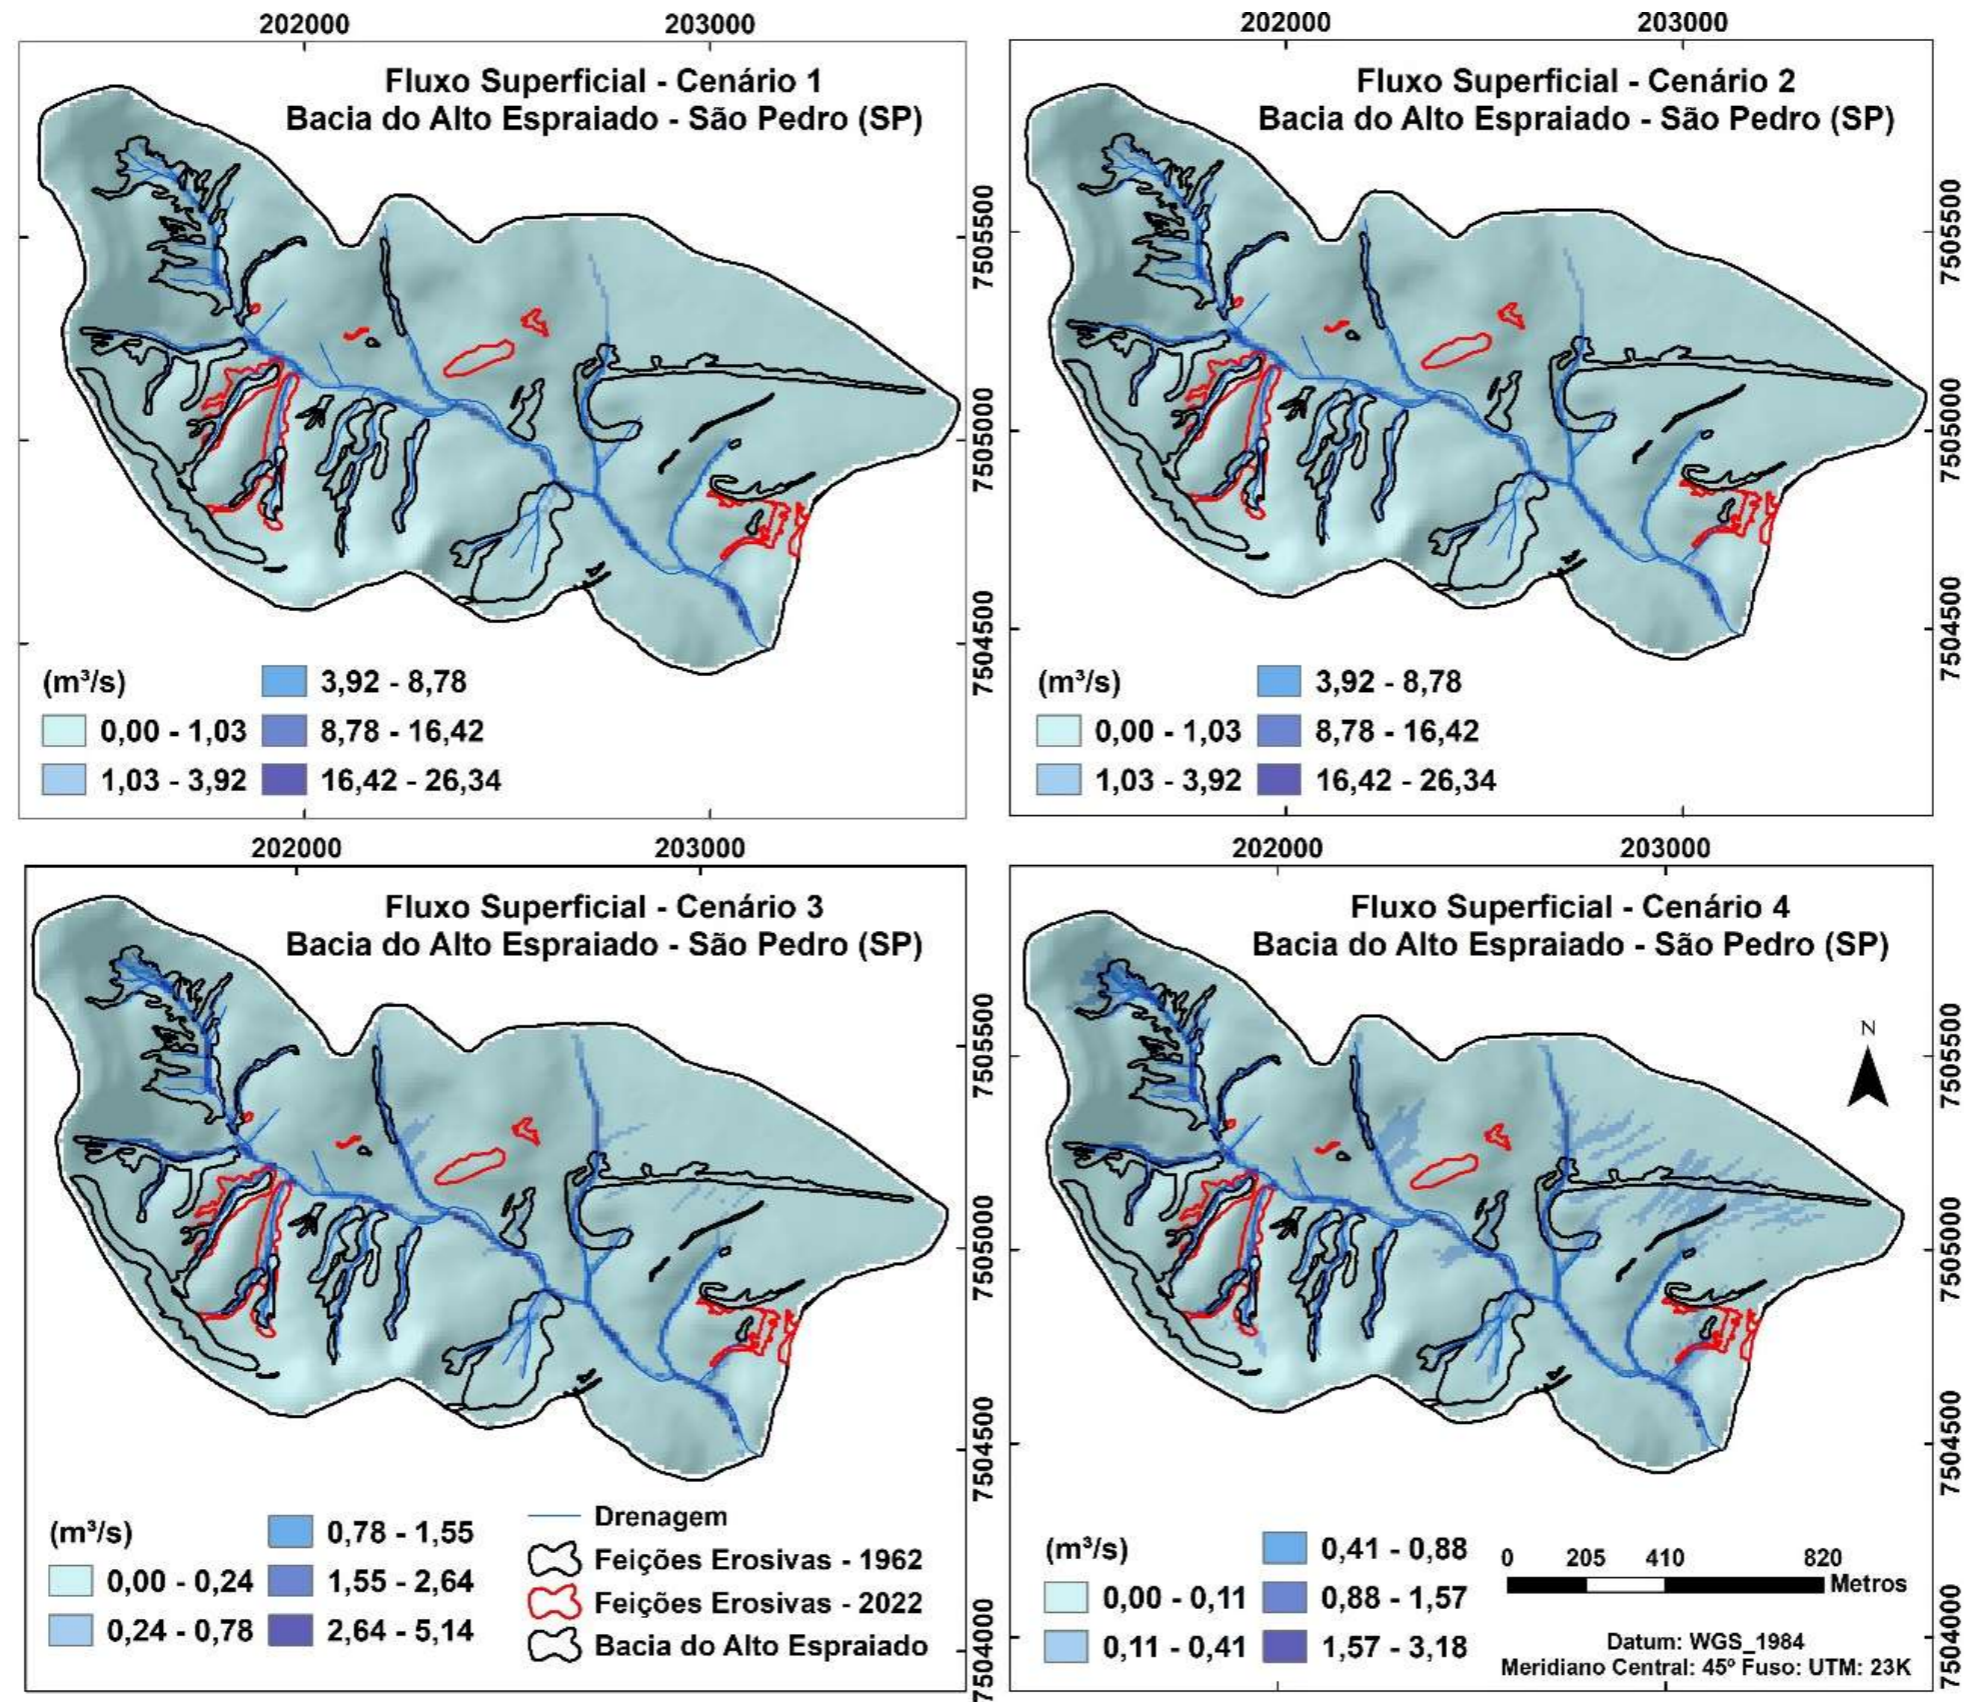 202000
203000
Fluxo Superficial - Cenário 1
Bacia do Alto Espraiado - São Pedro (SP)
7505500
7505000
7504500
(m³/s)
0,00 - 1,03
1,03 - 3,92
3,92 - 8,78
8,78 - 16,42
16,42 - 26,34
202000
203000
Fluxo Superficial - Cenário 2
Bacia do Alto Espraiado - São Pedro (SP)
7505500
7505000
7504500
(m³/s)
0,00 - 1,03
1,03 - 3,92
3,92 - 8,78
8,78 - 16,42
16,42 - 26,34
202000
203000
Fluxo Superficial - Cenário 3
Bacia do Alto Espraiado - São Pedro (SP)
7505500
7505000
7504500
7504000
(m³/s)
0,00 - 0,24
0,24 - 0,78
0,78 - 1,55
1,55 - 2,64
2,64 - 5,14
Drenagem
Feições Erosivas - 1962
Feições Erosivas - 2022
Bacia do Alto Espraiado
202000
203000
Fluxo Superficial - Cenário 4
Bacia do Alto Espraiado - São Pedro (SP)
N
7505500
7505000
7504500
7504000
(m³/s)
0,00 - 0,11
0,11 - 0,41
0,41 - 0,88
0,88 - 1,57
1,57 - 3,18
0 205 410 820
Metros
Datum: WGS_1984
Meridiano Central: 45º Fuso: UTM: 23K